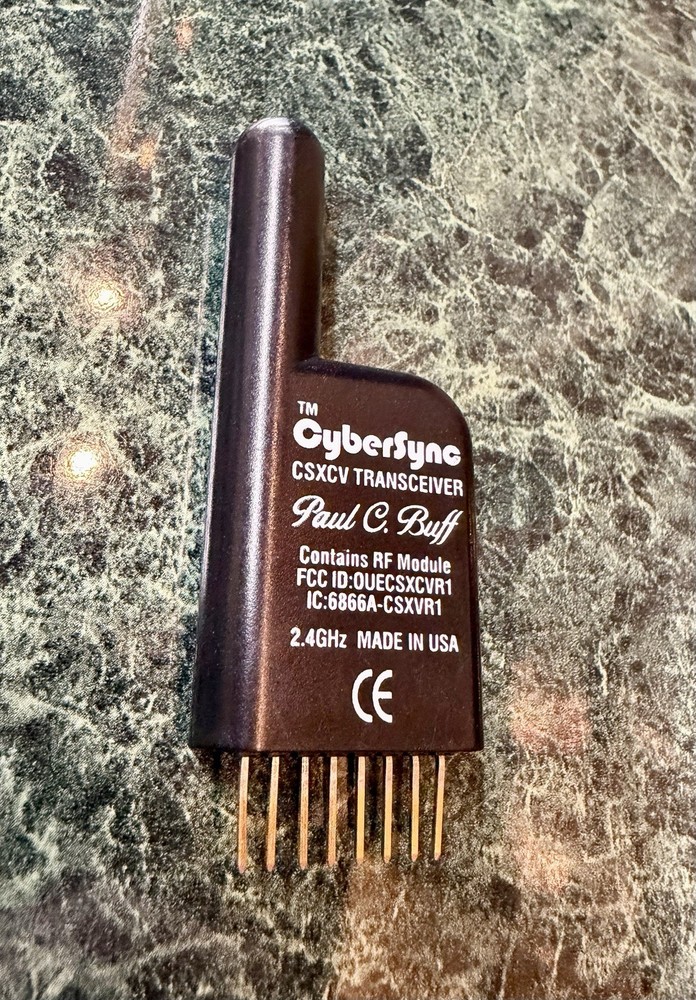 TM
CyberSync
CSXCV TRANSCEIVER
Paul C. Buff
Contains RF Module
FCC ID:OUECSXCVR1
IC:6866A-CSXVR1
2.4GHz MADE IN USA
CE